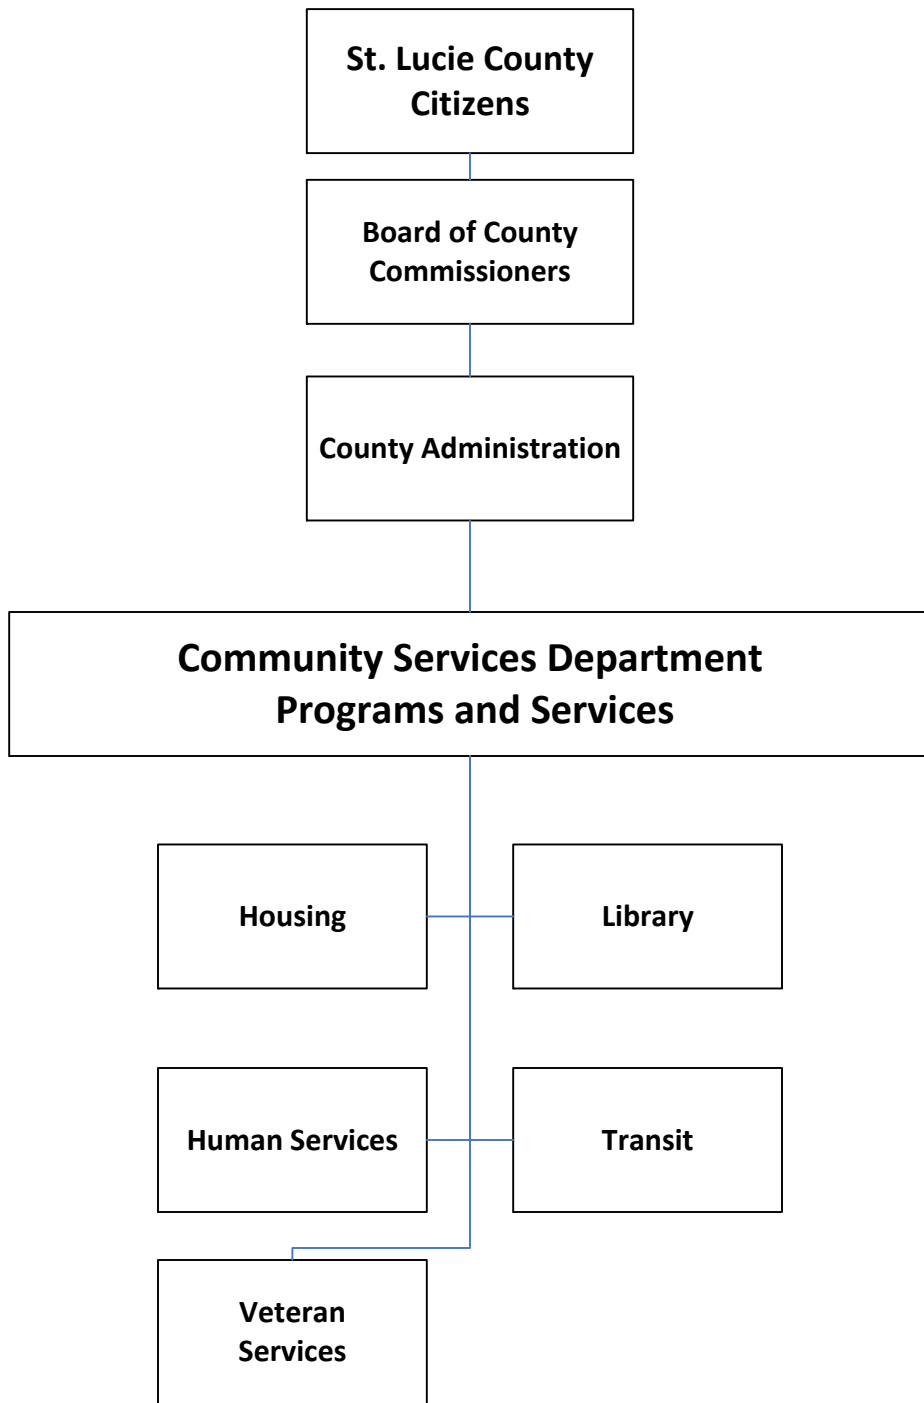 St. Lucie County
Citizens
Board of County
Commissioners
County Administration
Community Services Department
Programs and Services
Housing
Library
Human Services
Transit
Veteran
Services